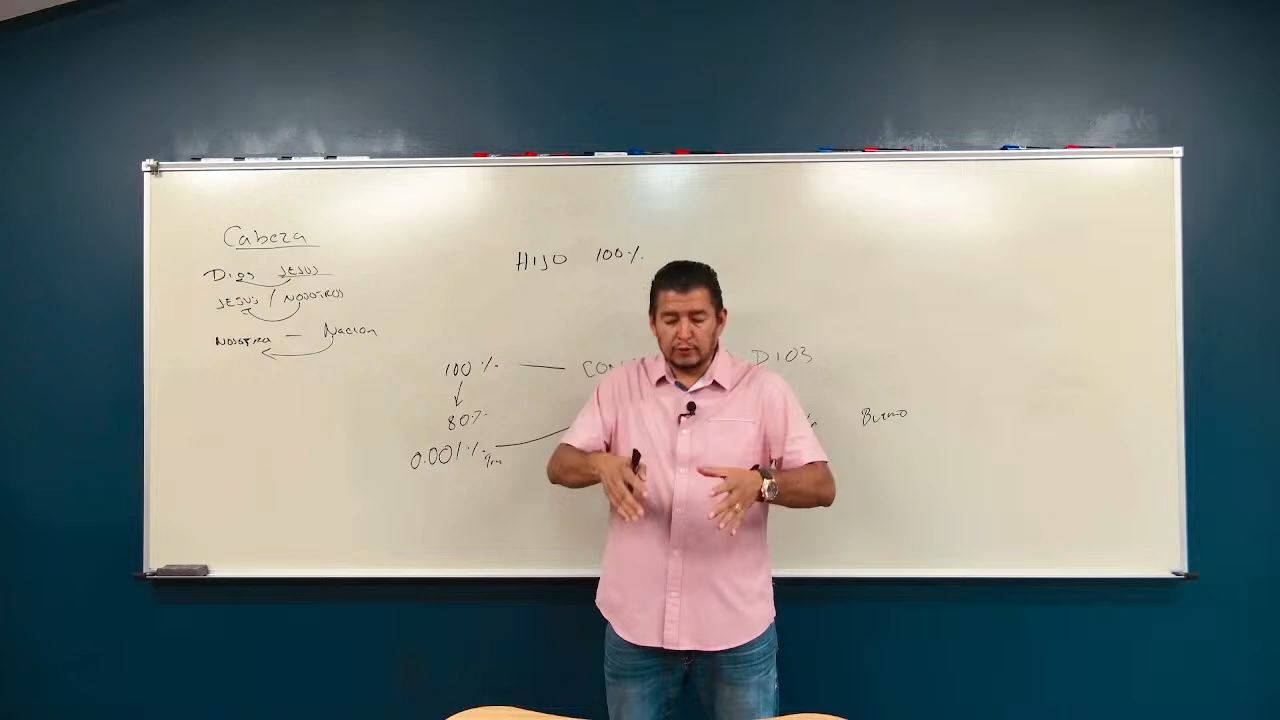 Cabeza
Dios JESUS
JESUS / NOSOTROS
NOSOTROS — Nacion
HIJO 100%
100% — CON DIOS
80%
0.001%
Bueno